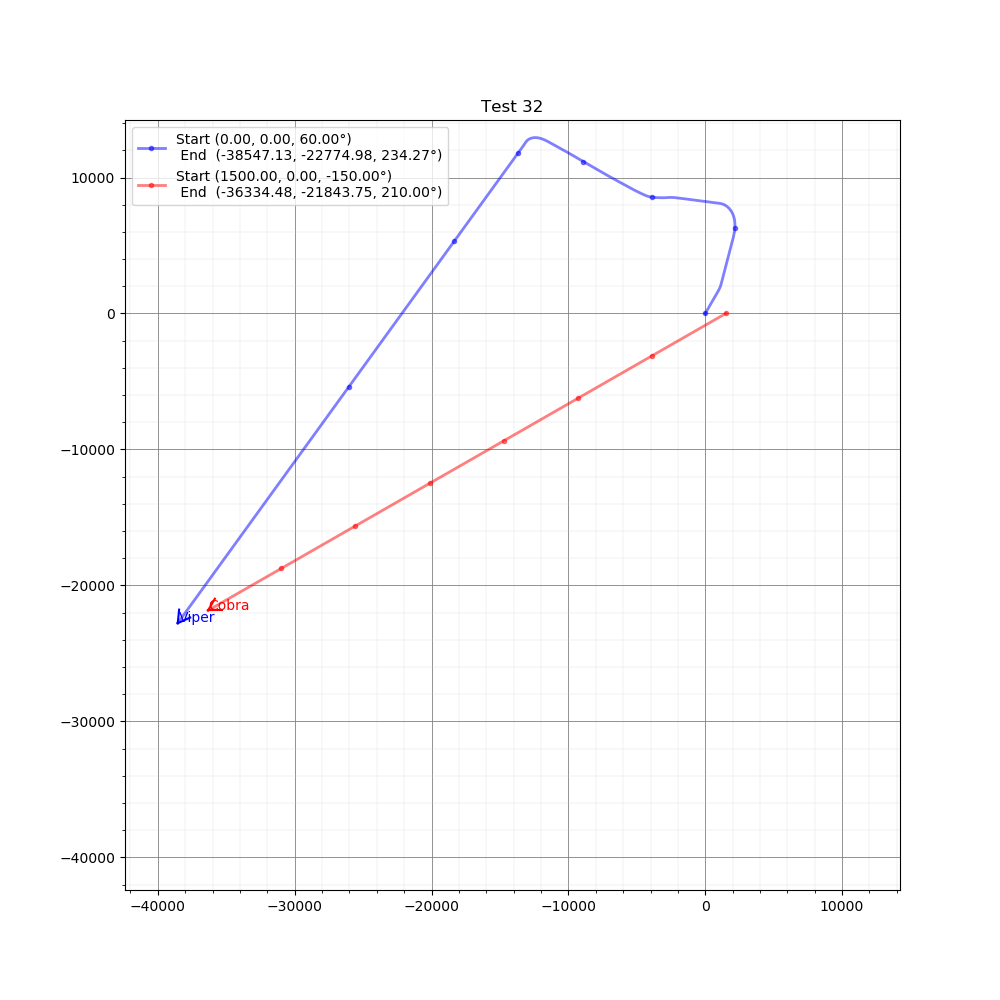 Test 32
Start (0.00, 0.00, 60.00°)
End (-38547.13, -22774.98, 234.27°)
Start (1500.00, 0.00, -150.00°)
End (-36334.48, -21843.75, 210.00°)
10000
0
−10000
−20000
−30000
−40000
Cobra
Viper
−40000 −30000 −20000 −10000 0 10000